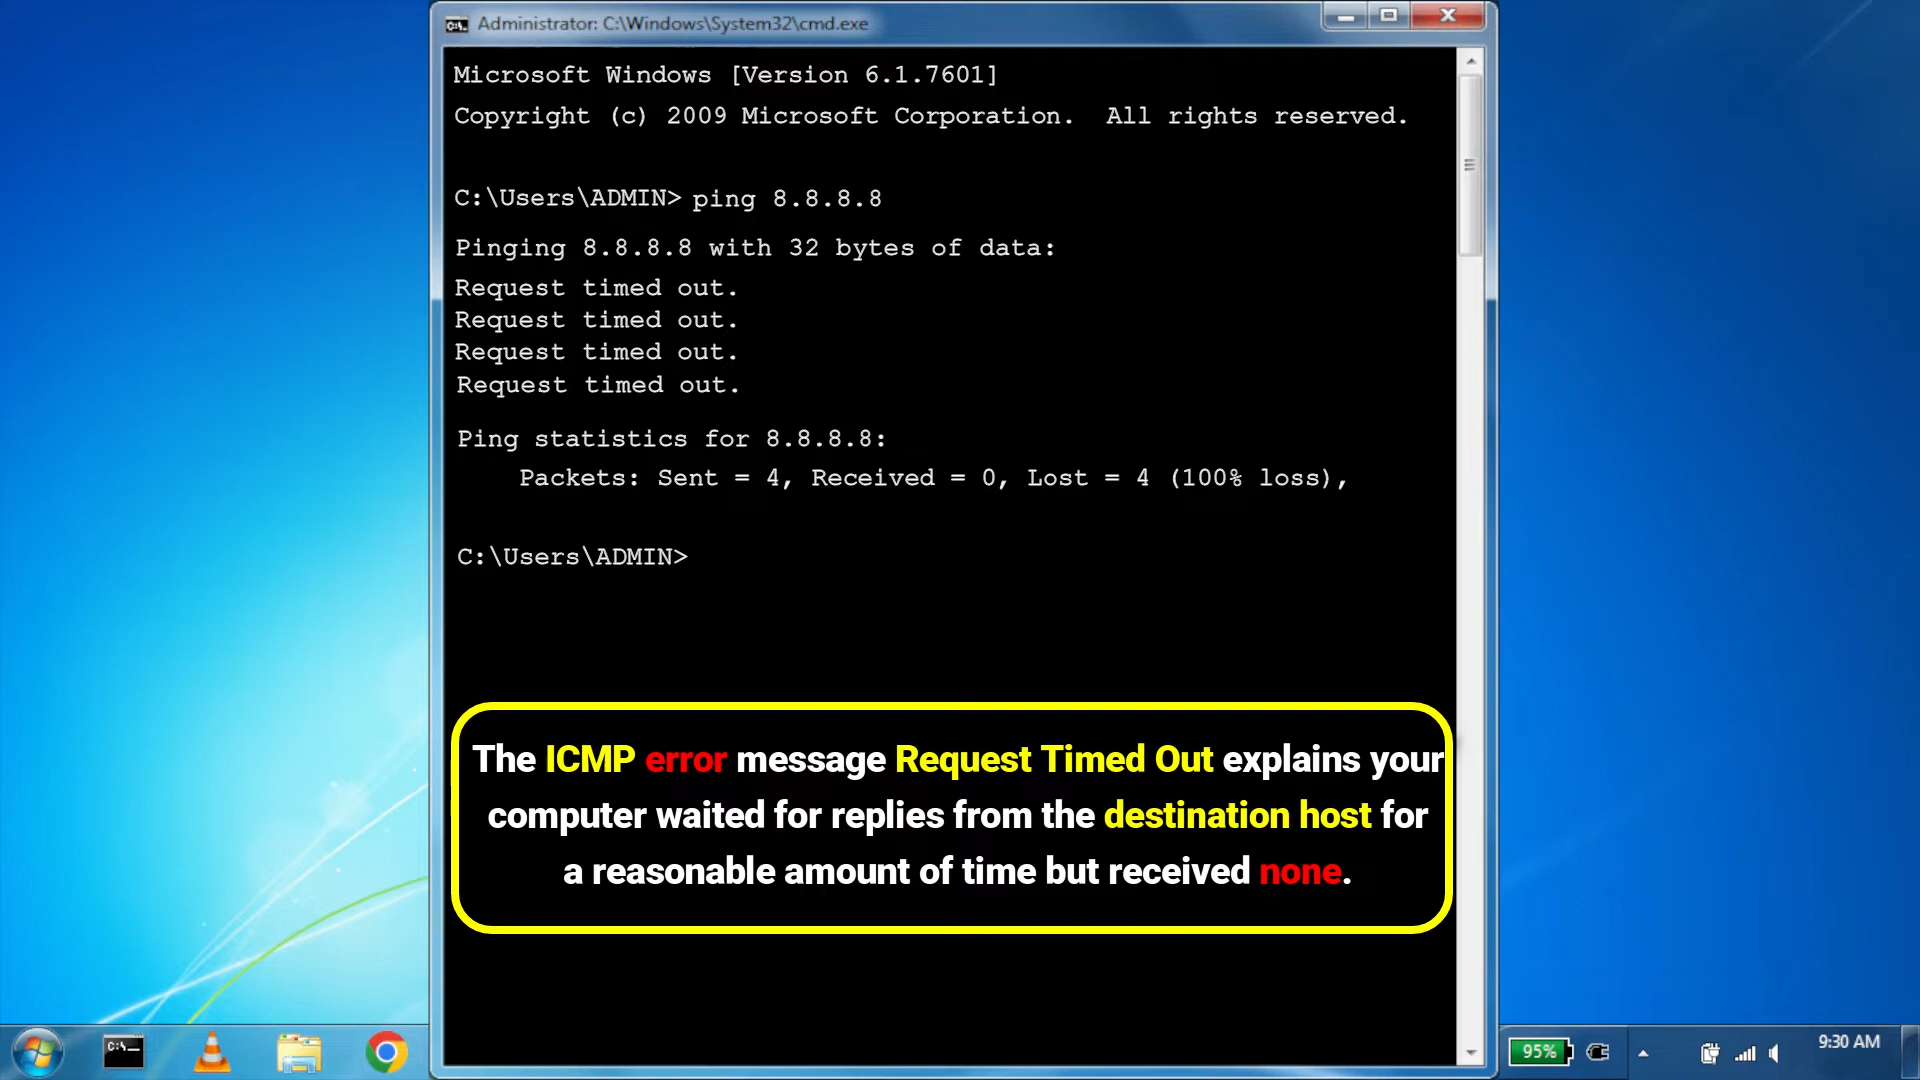 Administrator: C:\Windows\System32\cmd.exe
Microsoft Windows [Version 6.1.7601]
Copyright (c) 2009 Microsoft Corporation.  All rights reserved.
C:\Users\ADMIN> ping 8.8.8.8
Pinging 8.8.8.8 with 32 bytes of data:
Request timed out.
Request timed out.
Request timed out.
Request timed out.
Ping statistics for 8.8.8.8:
    Packets: Sent = 4, Received = 0, Lost = 4 (100% loss),
C:\Users\ADMIN>
The ICMP error message Request Timed Out explains your
computer waited for replies from the destination host for
a reasonable amount of time but received none.
95%
9:30 AM